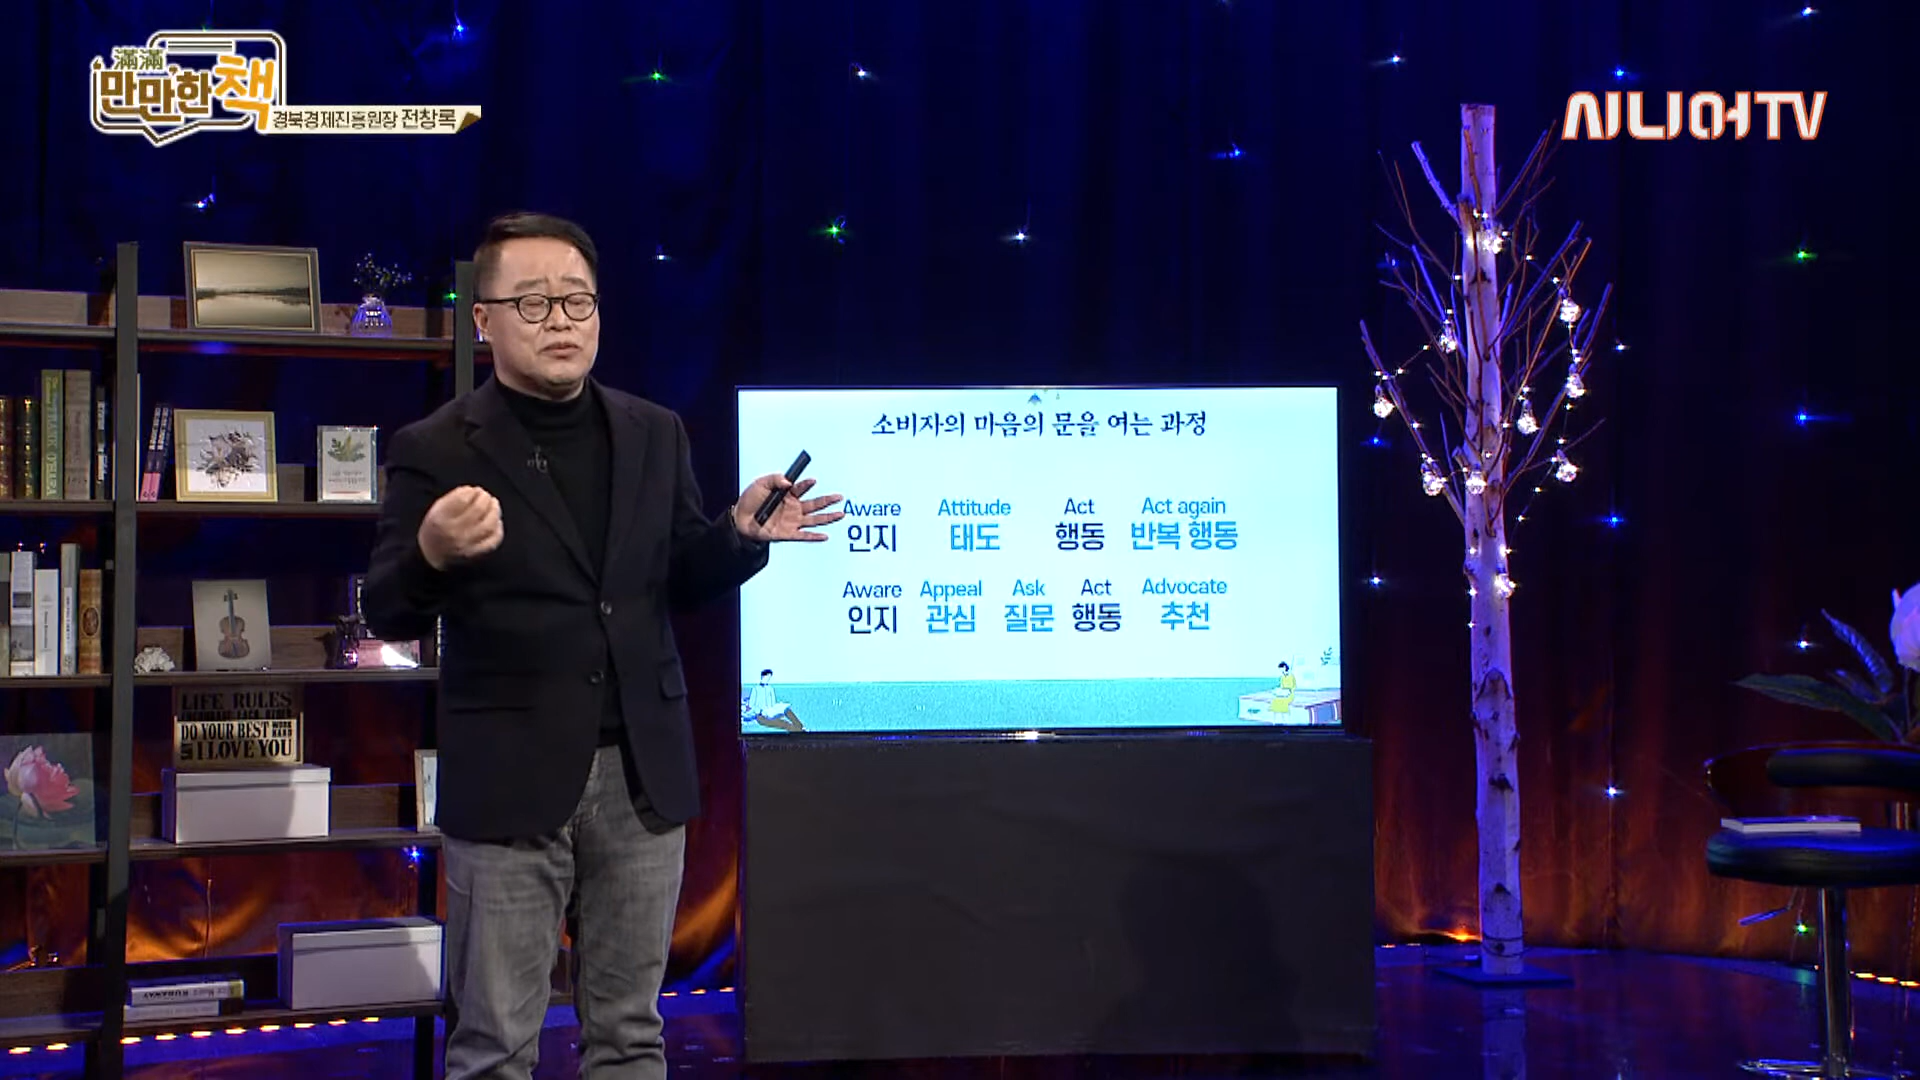 滿滿
'만만'한 책
경북경제진흥원장 전창록
시니어TV
소비자의 마음의 문을 여는 과정
Aware Attitude Act Act again
인지 태도 행동 반복 행동
Aware Appeal Ask Act Advocate
인지 관심 질문 행동 추천
LIFE RULES
DO YOUR BEST WORK HARD
I LOVE YOU
RUNAWAY